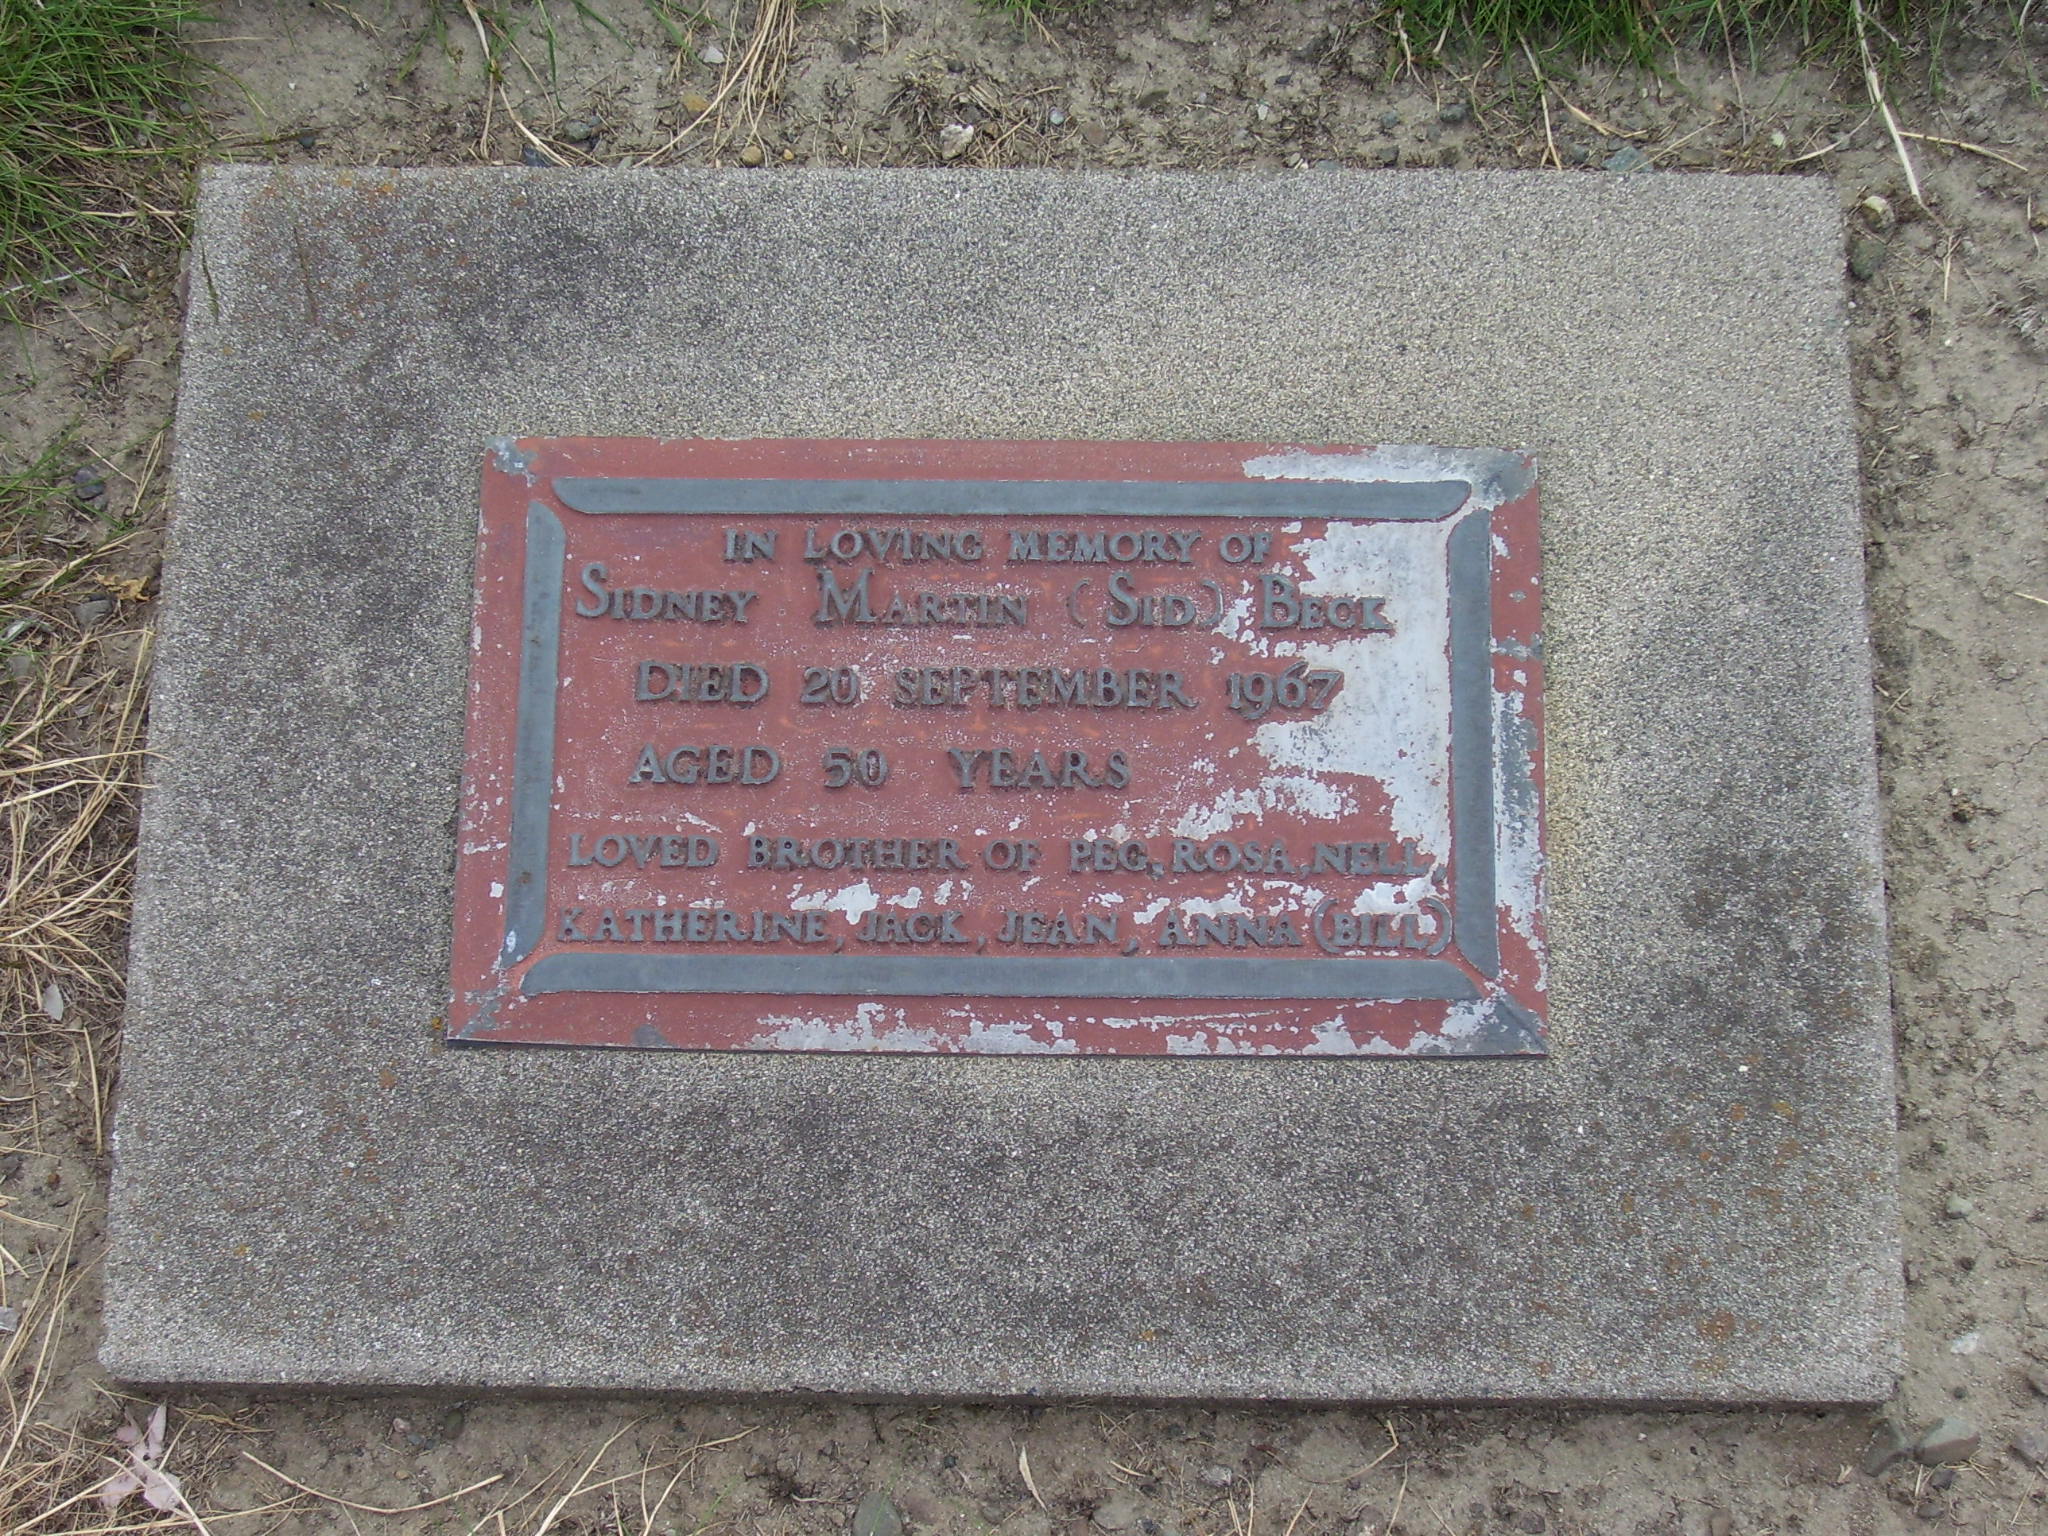 IN LOVING MEMORY OF
SIDNEY MARTIN (SID) BECK
DIED 20 SEPTEMBER 1967
AGED 50 YEARS
LOVED BROTHER OF PEG, ROSA, NELL,
KATHERINE, JACK, JEAN, ANNA (BILL)